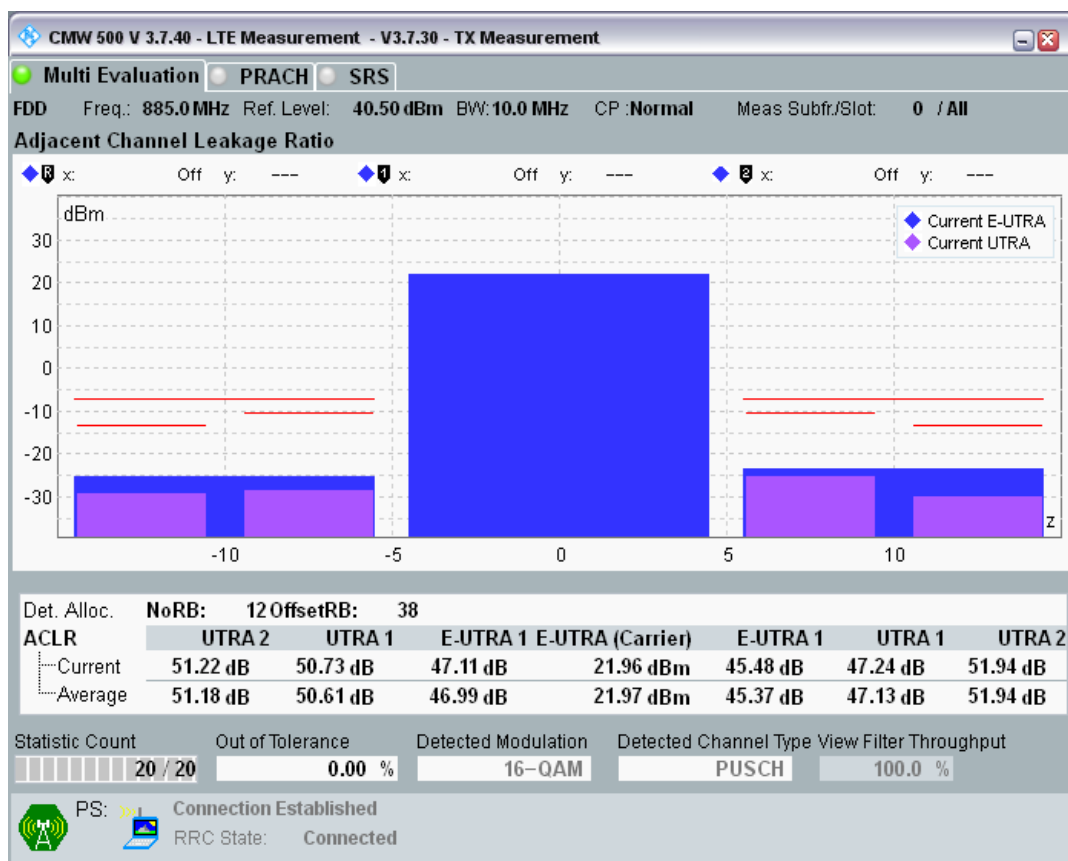 CMW 500 V 3.7.40 - LTE Measurement - V3.7.30 - TX Measurement
Multi Evaluation PRACH SRS
FDD Freq.: 885.0 MHz Ref. Level: 40.50 dBm BW: 10.0 MHz CP :Normal Meas Subfr./Slot: 0 / All
Adjacent Channel Leakage Ratio
R x: Off y: --- 1 x: Off y: --- 2 x: Off y: ---
dBm
Current E-UTRA
Current UTRA
30
20
10
0
-10
-20
-30
z
-10 -5 0 5 10
Det. Alloc. NoRB: 12 OffsetRB: 38
ACLR UTRA 2 UTRA 1 E-UTRA 1 E-UTRA (Carrier) E-UTRA 1 UTRA 1 UTRA 2
Current 51.22 dB 50.73 dB 47.11 dB 21.96 dBm 45.48 dB 47.24 dB 51.94 dB
Average 51.18 dB 50.61 dB 46.99 dB 21.97 dBm 45.37 dB 47.13 dB 51.94 dB
Statistic Count Out of Tolerance Detected Modulation Detected Channel Type View Filter Throughput
20 / 20 0.00 % 16-QAM PUSCH 100.0 %
PS: Connection Established
RRC State: Connected